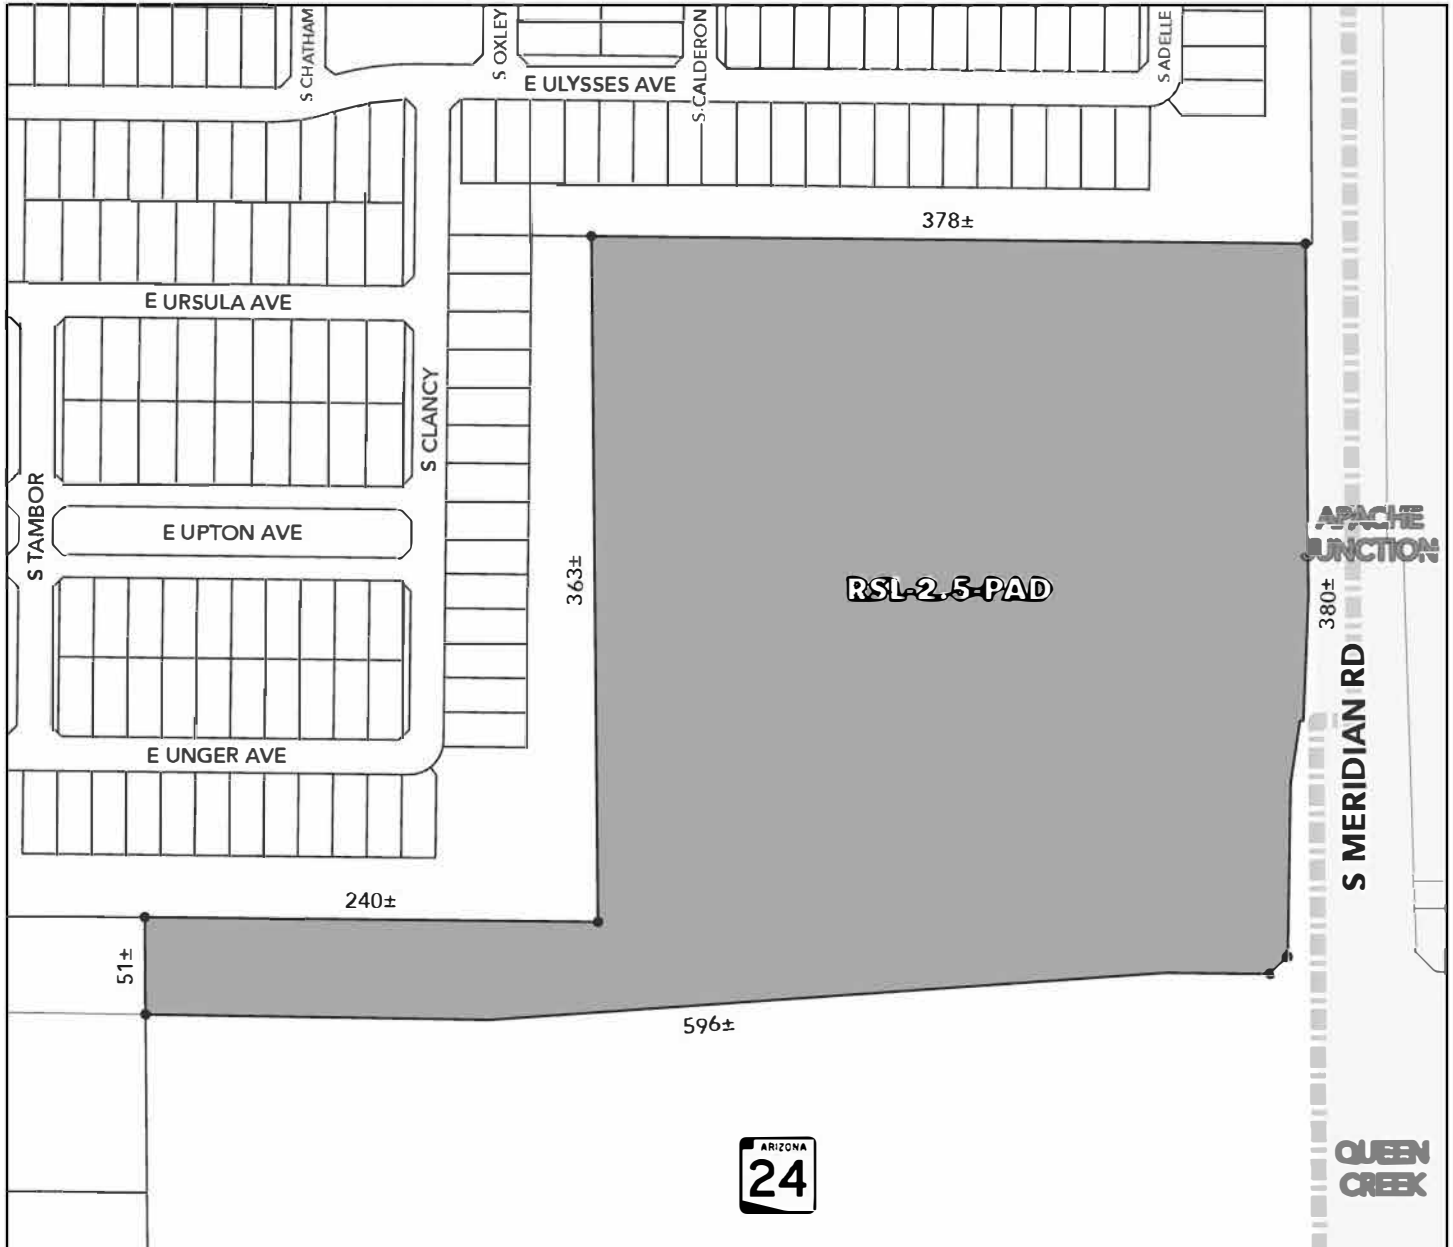 S CHATHAM
S OXLEY
S CALDERON
S ADELLE
E ULYSSES AVE
378±
E URSULA AVE
S CLANCY
S TAMBOR
E UPTON AVE
363±
RSL-2.5-PAD
APACHE
JUNCTION
380±
S MERIDIAN RD
E UNGER AVE
240±
51±
596±
ARIZONA
24
QUEEN
CREEK